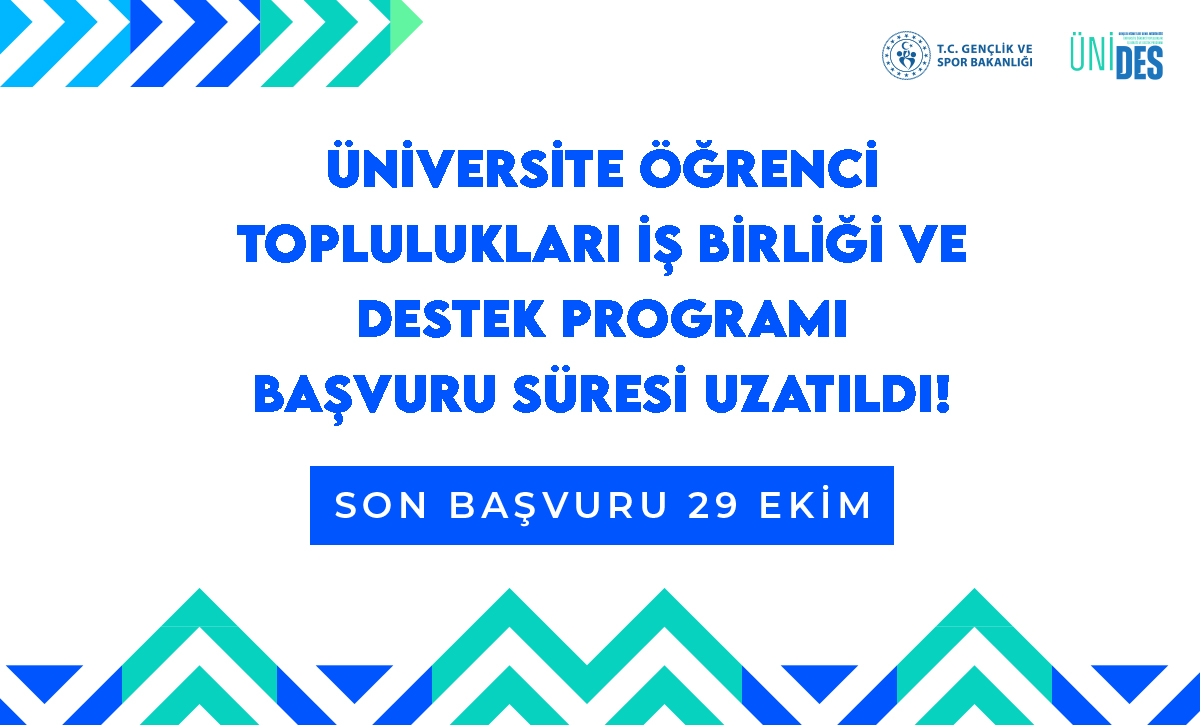 T.C. GENÇLİK VE
SPOR BAKANLIĞI
ÜNİ
DES
ÜNİVERSİTE ÖĞRENCİ
TOPLULUKLARI İŞ BİRLİĞİ VE
DESTEK PROGRAMI
BAŞVURU SÜRESİ UZATILDI!
SON BAŞVURU 29 EKİM